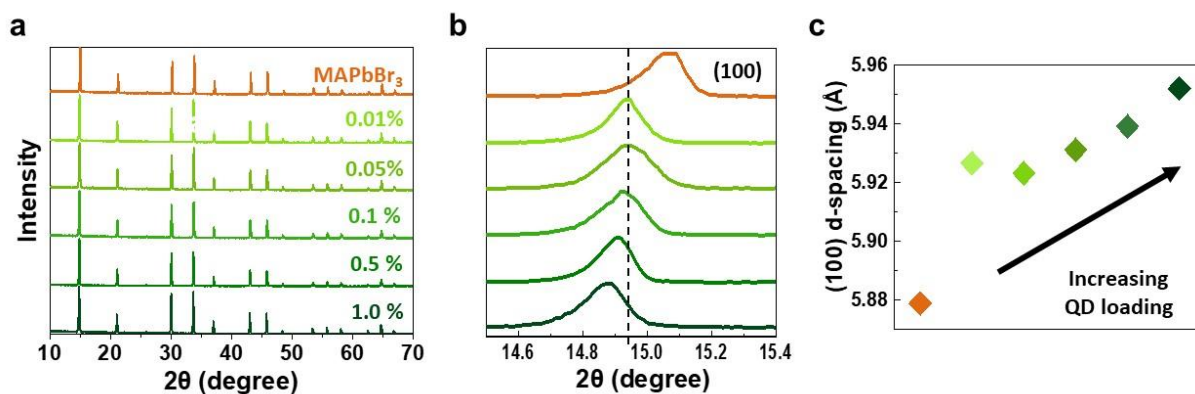 a
MAPbBr₃
0.01%
0.05%
0.1 %
0.5 %
1.0 %
Intensity
10 20 30 40 50 60 70
2θ (degree)
b
(100)
14.6 14.8 15.0 15.2 15.4
2θ (degree)
c
5.96
5.94
5.92
5.90
5.88
(100) d-spacing (Å)
Increasing
QD loading